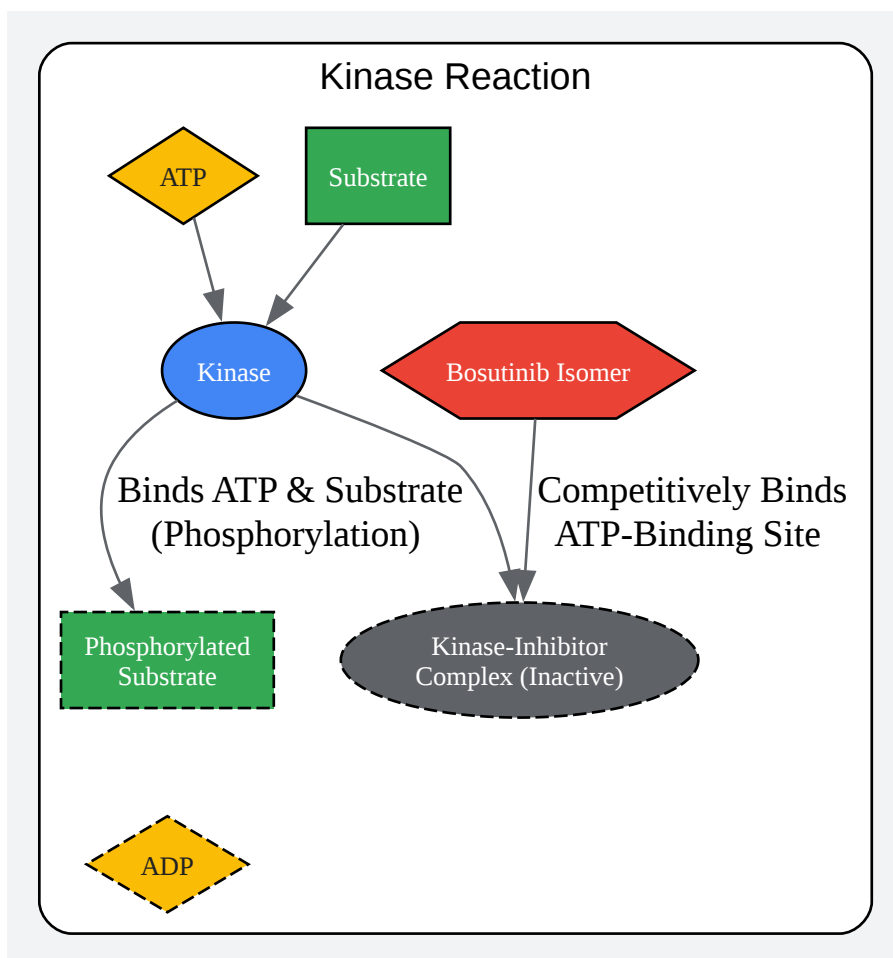 Kinase Reaction
ATP
Substrate
Kinase
Bosutinib Isomer
Binds ATP & Substrate
(Phosphorylation)
Competitively Binds
ATP-Binding Site
Phosphorylated
Substrate
Kinase-Inhibitor
Complex (Inactive)
ADP